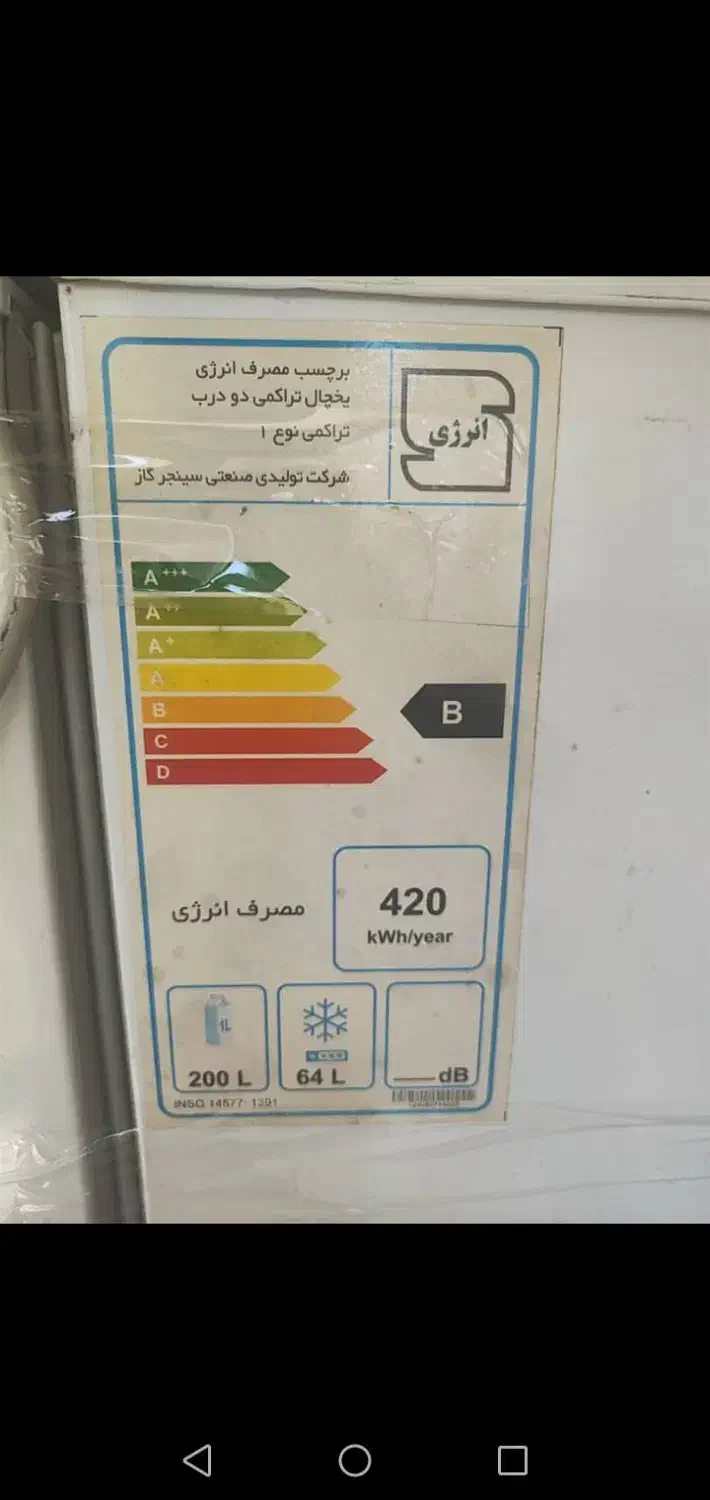 برچسب مصرف انرژی
یخچال تراکمی دو درب
تراکمی نوع ۱
شرکت تولیدی صنعتی سینجر گاز
انرژی
A+++
A++
A+
A
B
C
D
B
مصرف انرژی
420
kWh/year
1L
200 L
64 L
dB
INSO 14577: 1391